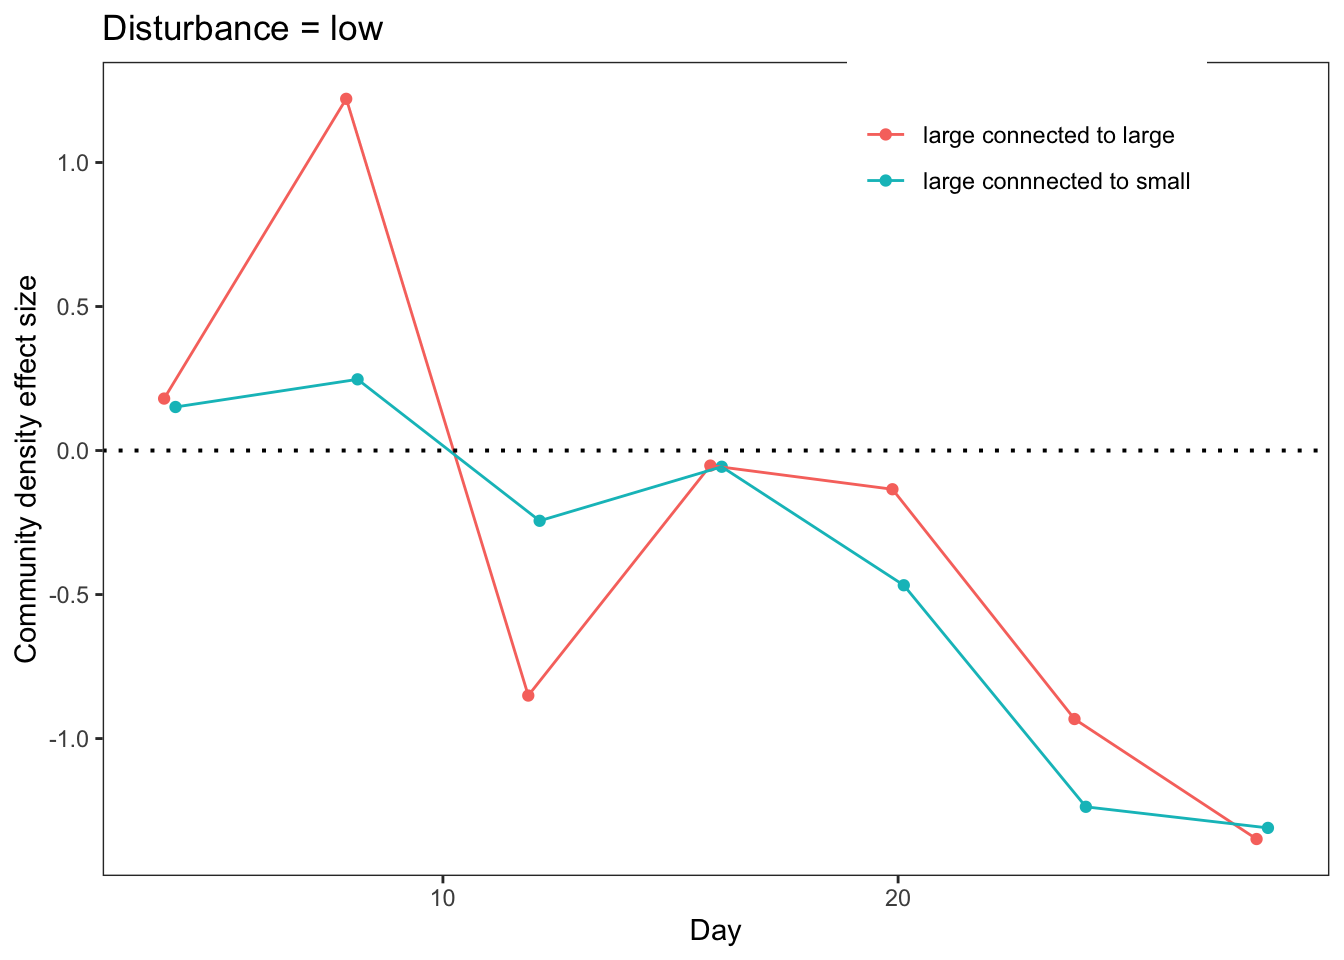 Disturbance = low
large connected to large
large connnected to small
Community density effect size
1.0
0.5
0.0
-0.5
-1.0
10
20
Day